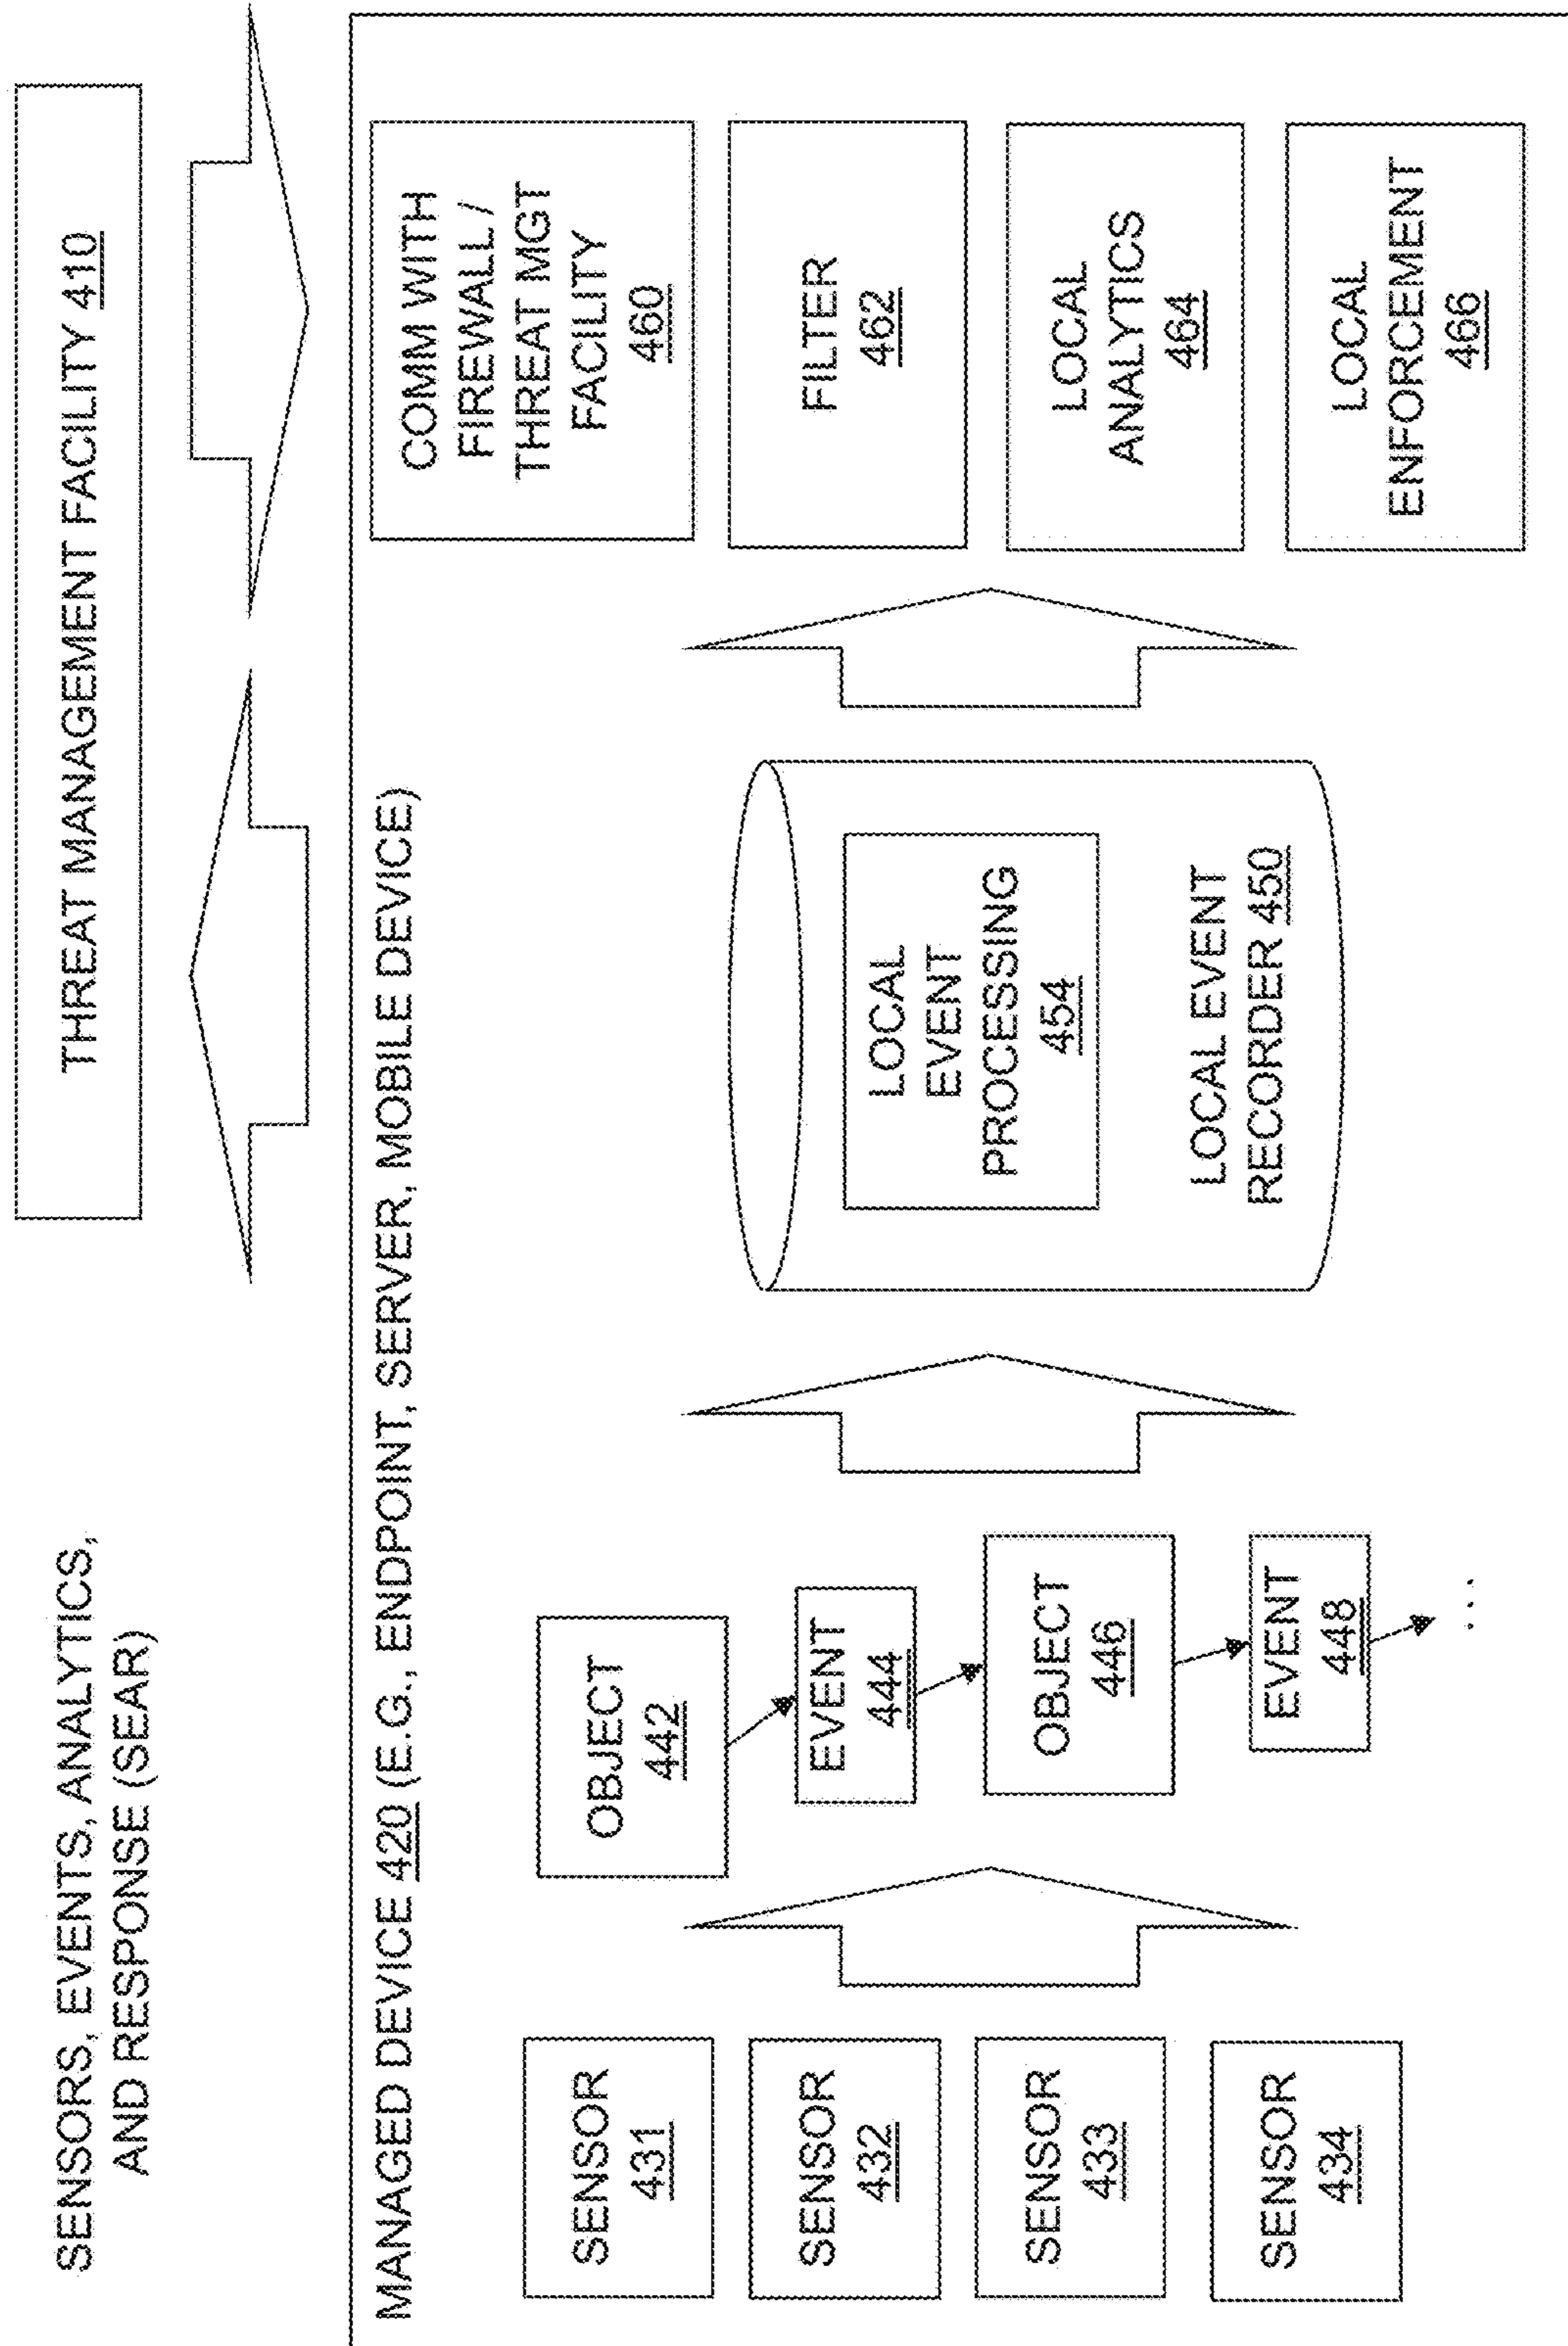 SENSORS, EVENTS, ANALYTICS,
AND RESPONSE (SEAR)
THREAT MANAGEMENT FACILITY 410
MANAGED DEVICE 420 (E.G., ENDPOINT, SERVER, MOBILE DEVICE)
SENSOR
431
SENSOR
432
SENSOR
433
SENSOR
434
OBJECT
442
EVENT
444
OBJECT
446
EVENT
448
...
LOCAL
EVENT
PROCESSING
454
LOCAL EVENT
RECORDER 450
COMM WITH
FIREWALL /
THREAT MGT
FACILITY
460
FILTER
462
LOCAL
ANALYTICS
464
LOCAL
ENFORCEMENT
466